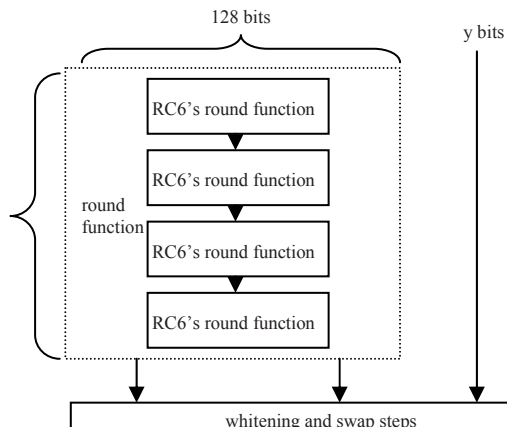 128 bits
y bits
RC6's round function
RC6's round function
round
function
RC6's round function
RC6's round function
whitening and swap steps